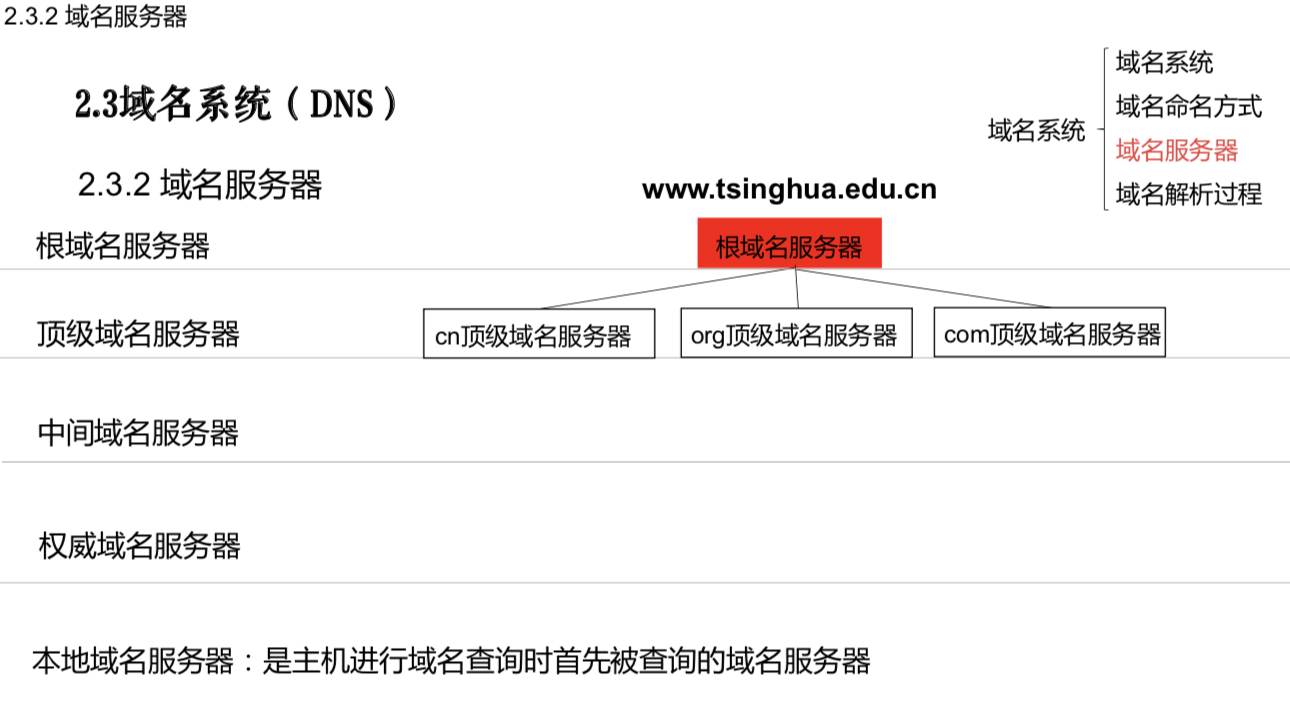 2.3.2 域名服务器
2.3域名系统（DNS）
域名系统
域名系统
域名命名方式
域名服务器
域名解析过程
2.3.2 域名服务器
www.tsinghua.edu.cn
根域名服务器
根域名服务器
顶级域名服务器
cn顶级域名服务器
org顶级域名服务器
com顶级域名服务器
中间域名服务器
权威域名服务器
本地域名服务器：是主机进行域名查询时首先被查询的域名服务器